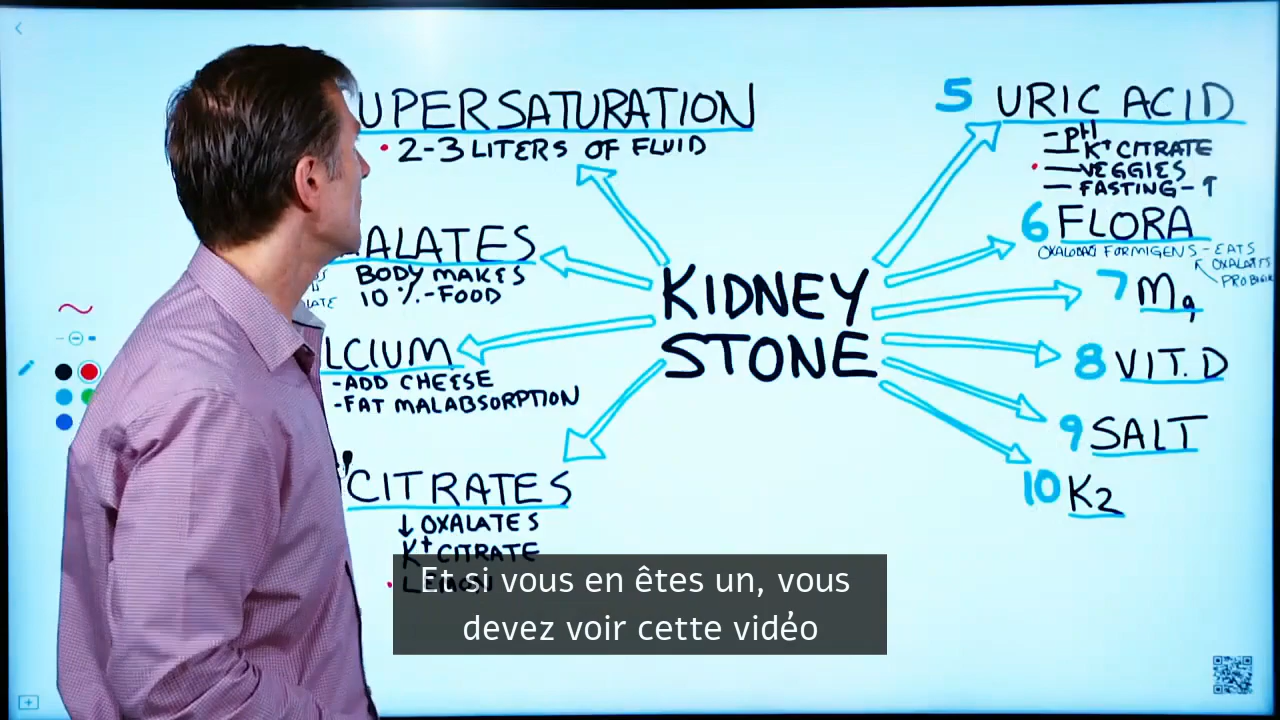 UPERSATURATION
• 2-3 LITERS OF FLUID
ALATES
BODY MAKES
10%-FOOD
LCIUM
-ADD CHEESE
-FAT MALABSORPTION
CITRATES
↓ OXALATES
K+ CITRATE
• LEMON
KIDNEY
STONE
5 URIC ACID
-PH
-K+ CITRATE
• -VEGGIES
-FASTING-↑
6 FLORA
FORMIGENS - EATS
OXALATES
7 Mg
8 VIT. D
9 SALT
10 K2
Et si vous en êtes un, vous
devez voir cette vidéo